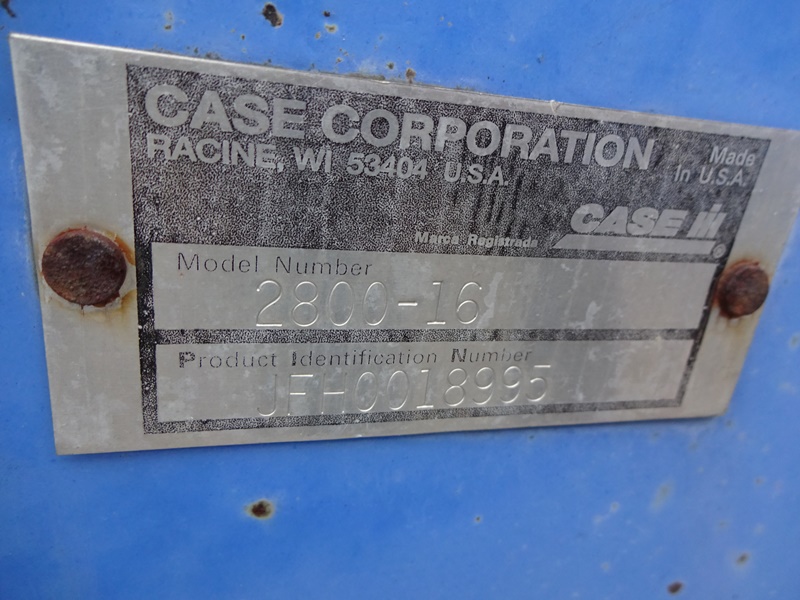 CASE CORPORATION
RACINE, WI 53404 U.S.A.
Made
In U.S.A.
CASE IH
Marca Registrada
®
Model Number
2800-16
Product Identification Number
JFH0018995